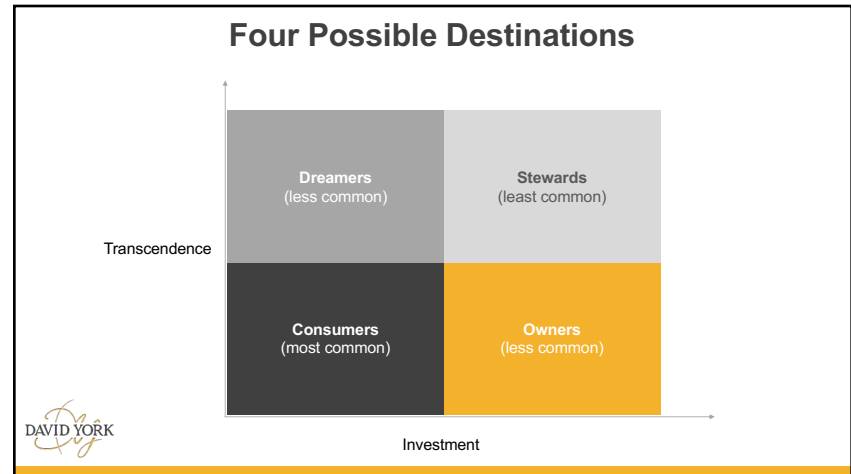 Four Possible Destinations
Dreamers
(less common)
Stewards
(least common)
Transcendence
Consumers
(most common)
Owners
(less common)
DAVID YORK
Investment